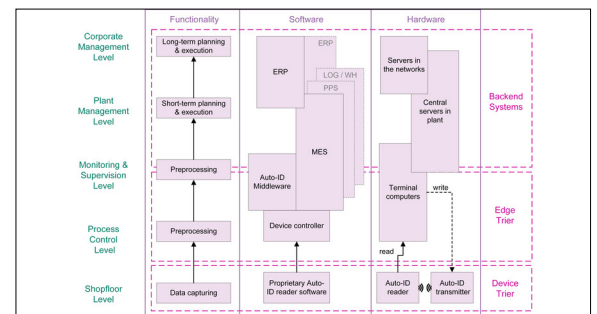 Functionality
Software
Hardware
Corporate
Management
Level
Long-term planning
& execution
ERP
ERP
Servers in
the networks
LOG / WH
PPS
Plant
Management
Level
Short-term planning
& execution
MES
Central
servers in
plant
Backend
Systems
Monitoring &
Supervision
Level
Preprocessing
Auto-ID
Middleware
Terminal
computers
write
Edge
Trier
Process
Control
Level
Preprocessing
Device controller
read
Shopfloor
Level
Data capturing
Proprietary Auto-
ID reader software
Auto-ID
reader
Auto-ID
transmitter
Device
Trier